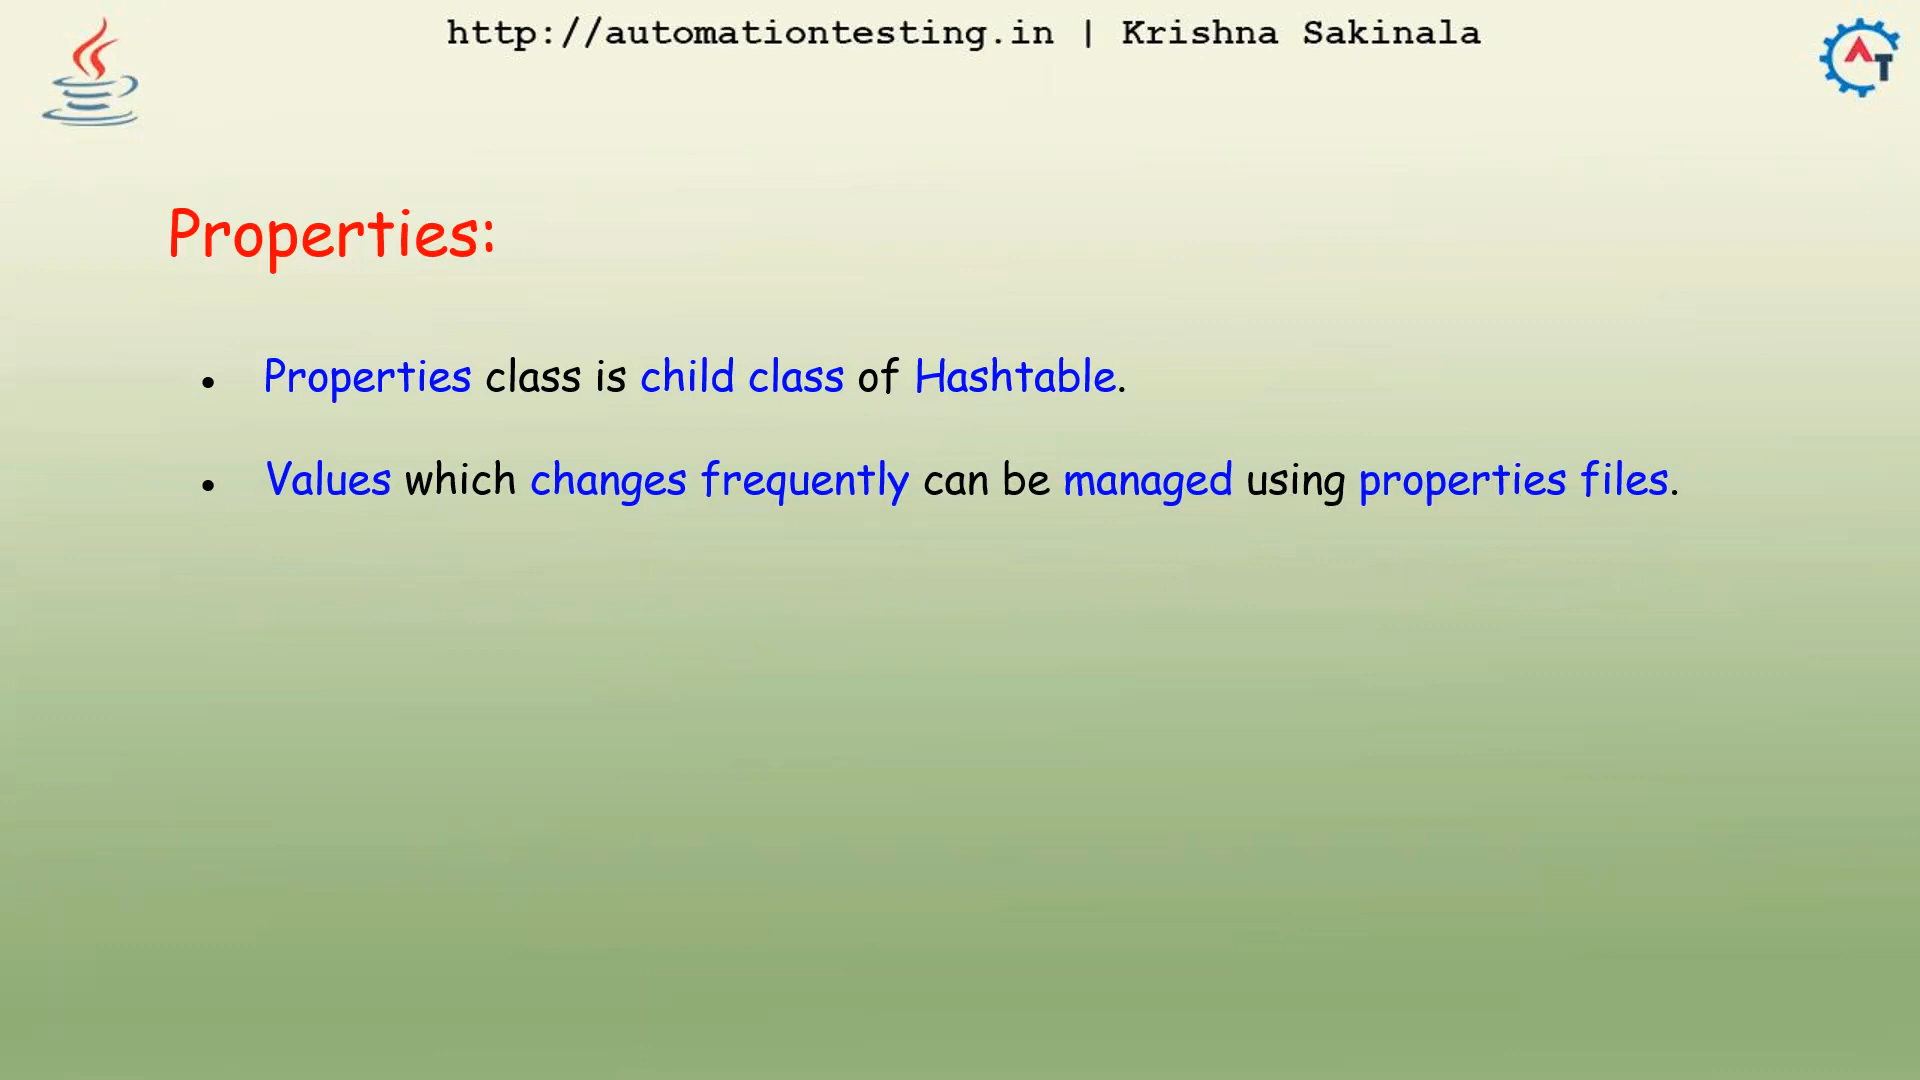 http://automationtesting.in | Krishna Sakinala
AT
Properties:
• Properties class is child class of Hashtable.
• Values which changes frequently can be managed using properties files.